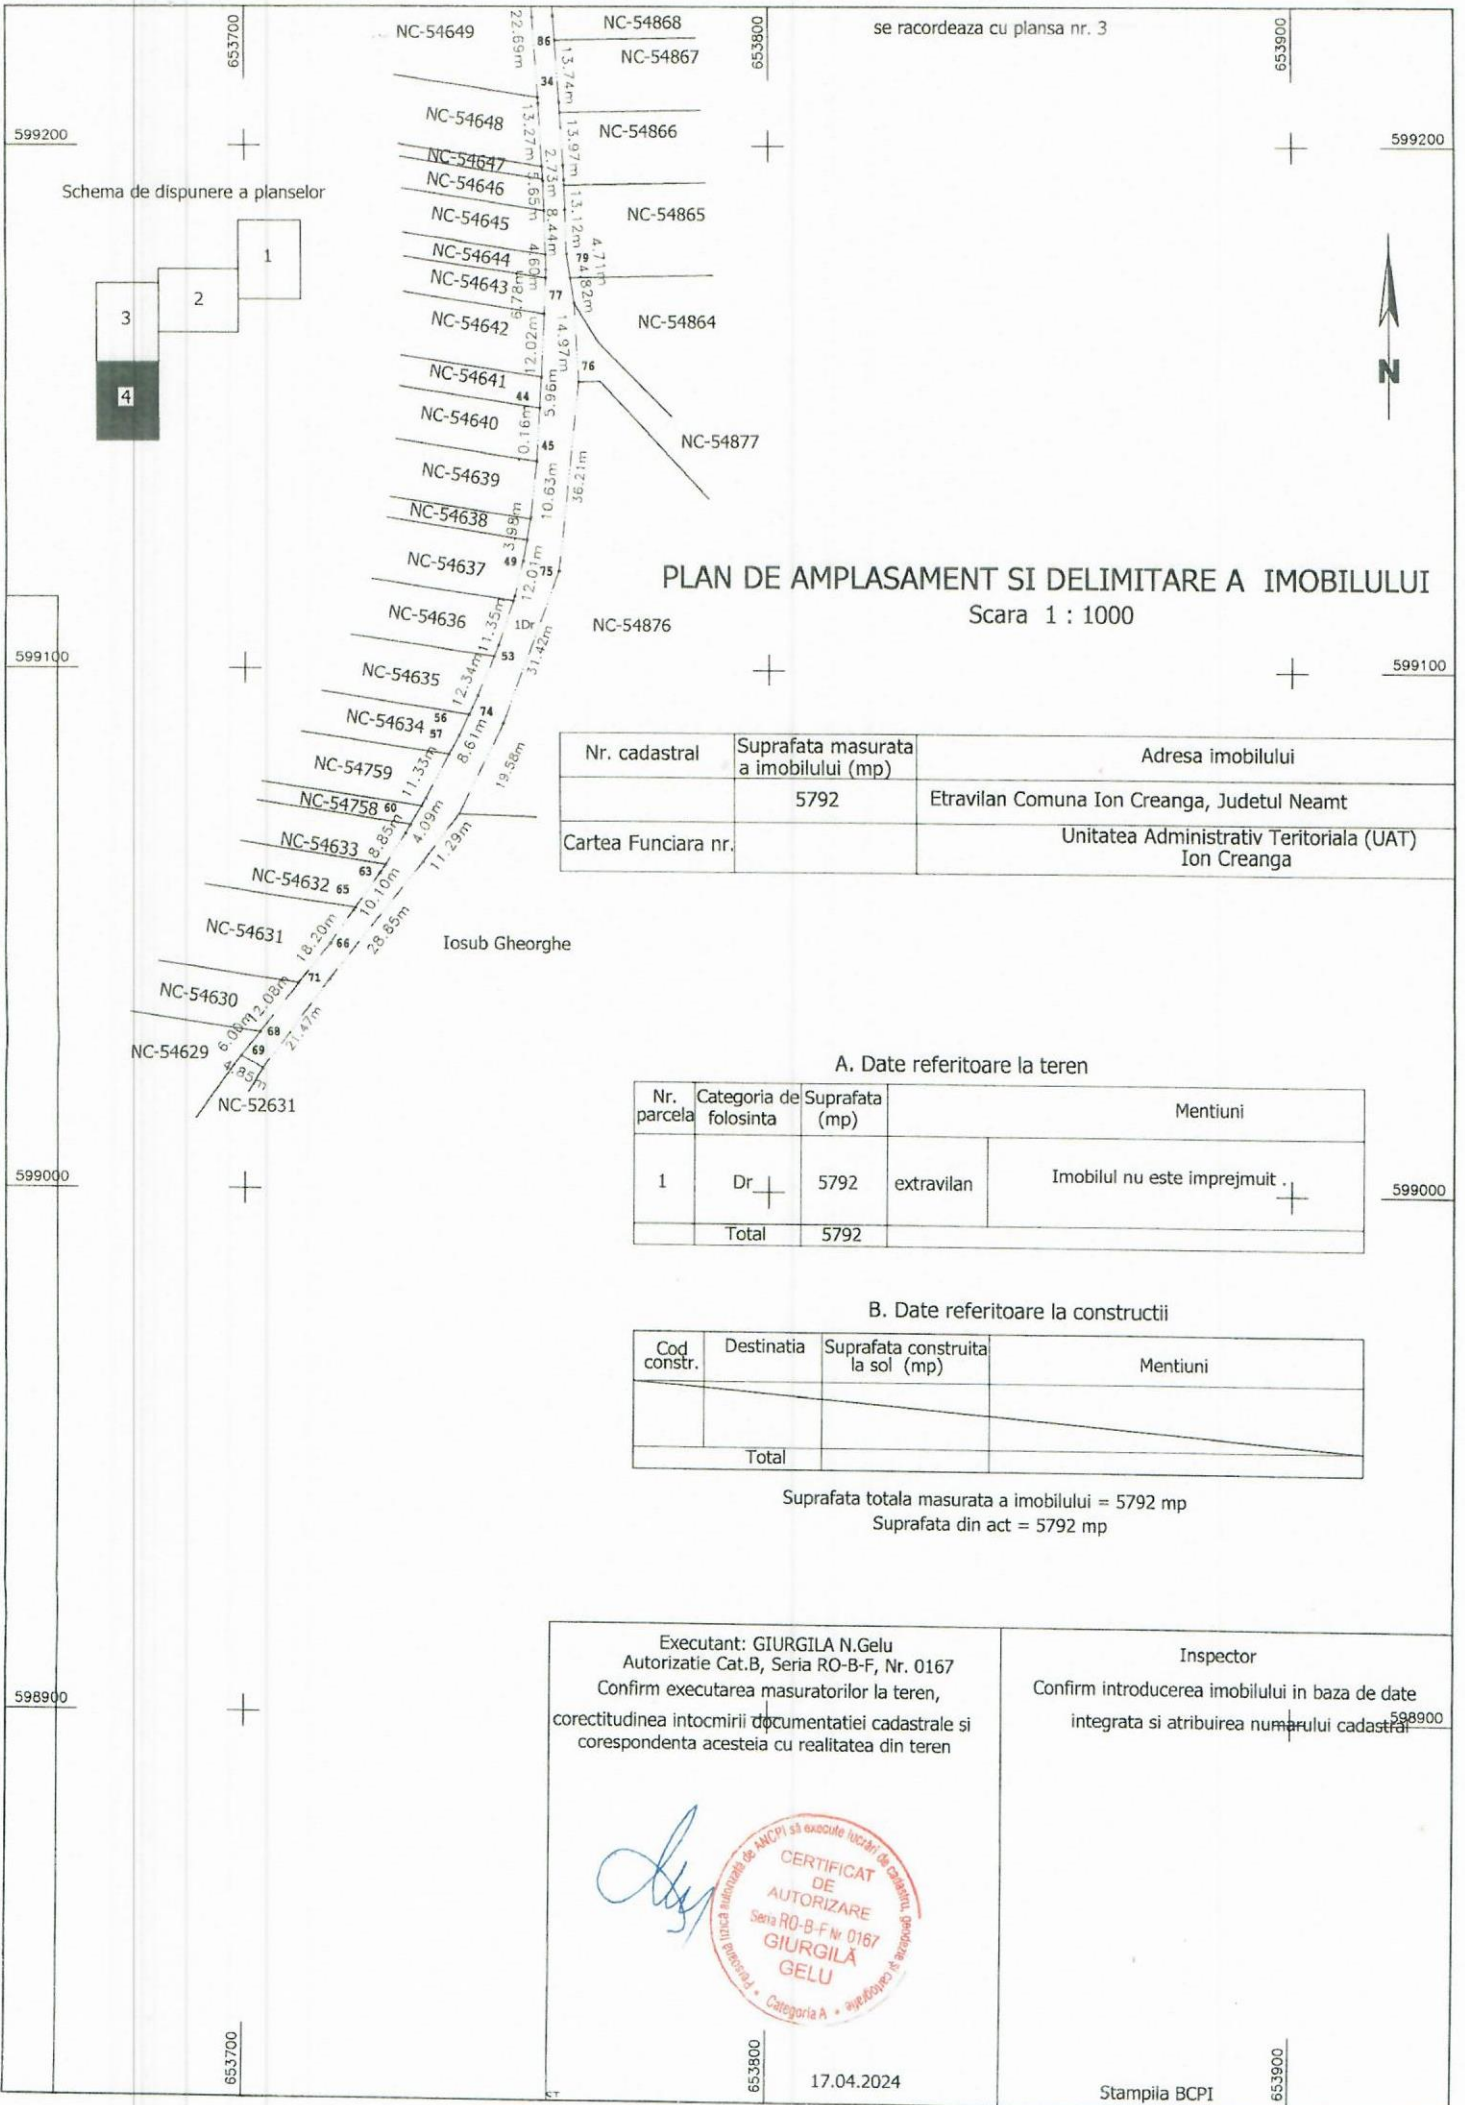 653700
653800
653900
se racordeaza cu plansa nr. 3
NC-54649
22.69m
86
NC-54868
NC-54867
13.74m
34
NC-54648
13.27m
13.97m
NC-54866
599200
599200
NC-54647
2.73m
NC-54646
5.65m
Schema de dispunere a planselor
1
2
3
4
NC-54645
8.44m
13.12m
NC-54865
NC-54644
4.60m
79
4.71m
4.82m
NC-54643
6.78m
77
NC-54642
12.02m
14.97m
NC-54864
76
NC-54641
44
5.99m
NC-54640
10.16m
45
NC-54877
NC-54639
10.63m
36.21m
NC-54638
3.98m
NC-54637
49
12.01m
75
N
PLAN DE AMPLASAMENT SI DELIMITARE A IMOBILULUI
Scara 1 : 1000
NC-54636
11.35m
1Dr
NC-54876
31.42m
53
599100
599100
NC-54635
12.34m
NC-54634
56
57
74
8.61m
NC-54759
11.33m
19.58m
NC-54758
60
4.09m
NC-54633
8.85m
11.29m
63
NC-54632
65
10.10m
NC-54631
18.20m
66
28.85m
Iosub Gheorghe
71
NC-54630
12.08m
68
21.47m
NC-54629
6.00m
69
4.85m
NC-52631
Nr. cadastral
Suprafata masurata
a imobilului (mp)
Adresa imobilului
5792
Etravilan Comuna Ion Creanga, Judetul Neamt
Cartea Funciara nr.
Unitatea Administrativ Teritoriala (UAT)
Ion Creanga
A. Date referitoare la teren
Nr.
parcela
Categoria de
folosinta
Suprafata
(mp)
Mentiuni
1
Dr
5792
extravilan
Imobilul nu este imprejmuit .
Total
5792
599000
599000
B. Date referitoare la constructii
Cod
constr.
Destinatia
Suprafata construita
la sol (mp)
Mentiuni
Total
Suprafata totala masurata a imobilului = 5792 mp
Suprafata din act = 5792 mp
598900
598900
Executant: GIURGILA N.Gelu
Autorizatie Cat.B, Seria RO-B-F, Nr. 0167
Confirm executarea masuratorilor la teren,
corectitudinea intocmirii documentatiei cadastrale si
corespondenta acesteia cu realitatea din teren
Inspector
Confirm introducerea imobilului in baza de date
integrata si atribuirea numarului cadastral
Persoană fizică autorizată de ANCPI să execute lucrări de cadastru, geodezie şi cartografie
CERTIFICAT
DE
AUTORIZARE
Seria RO-B-F Nr. 0167
GIURGILĂ
GELU
Categoria A
17.04.2024
Stampila BCPI
653700
653800
653900